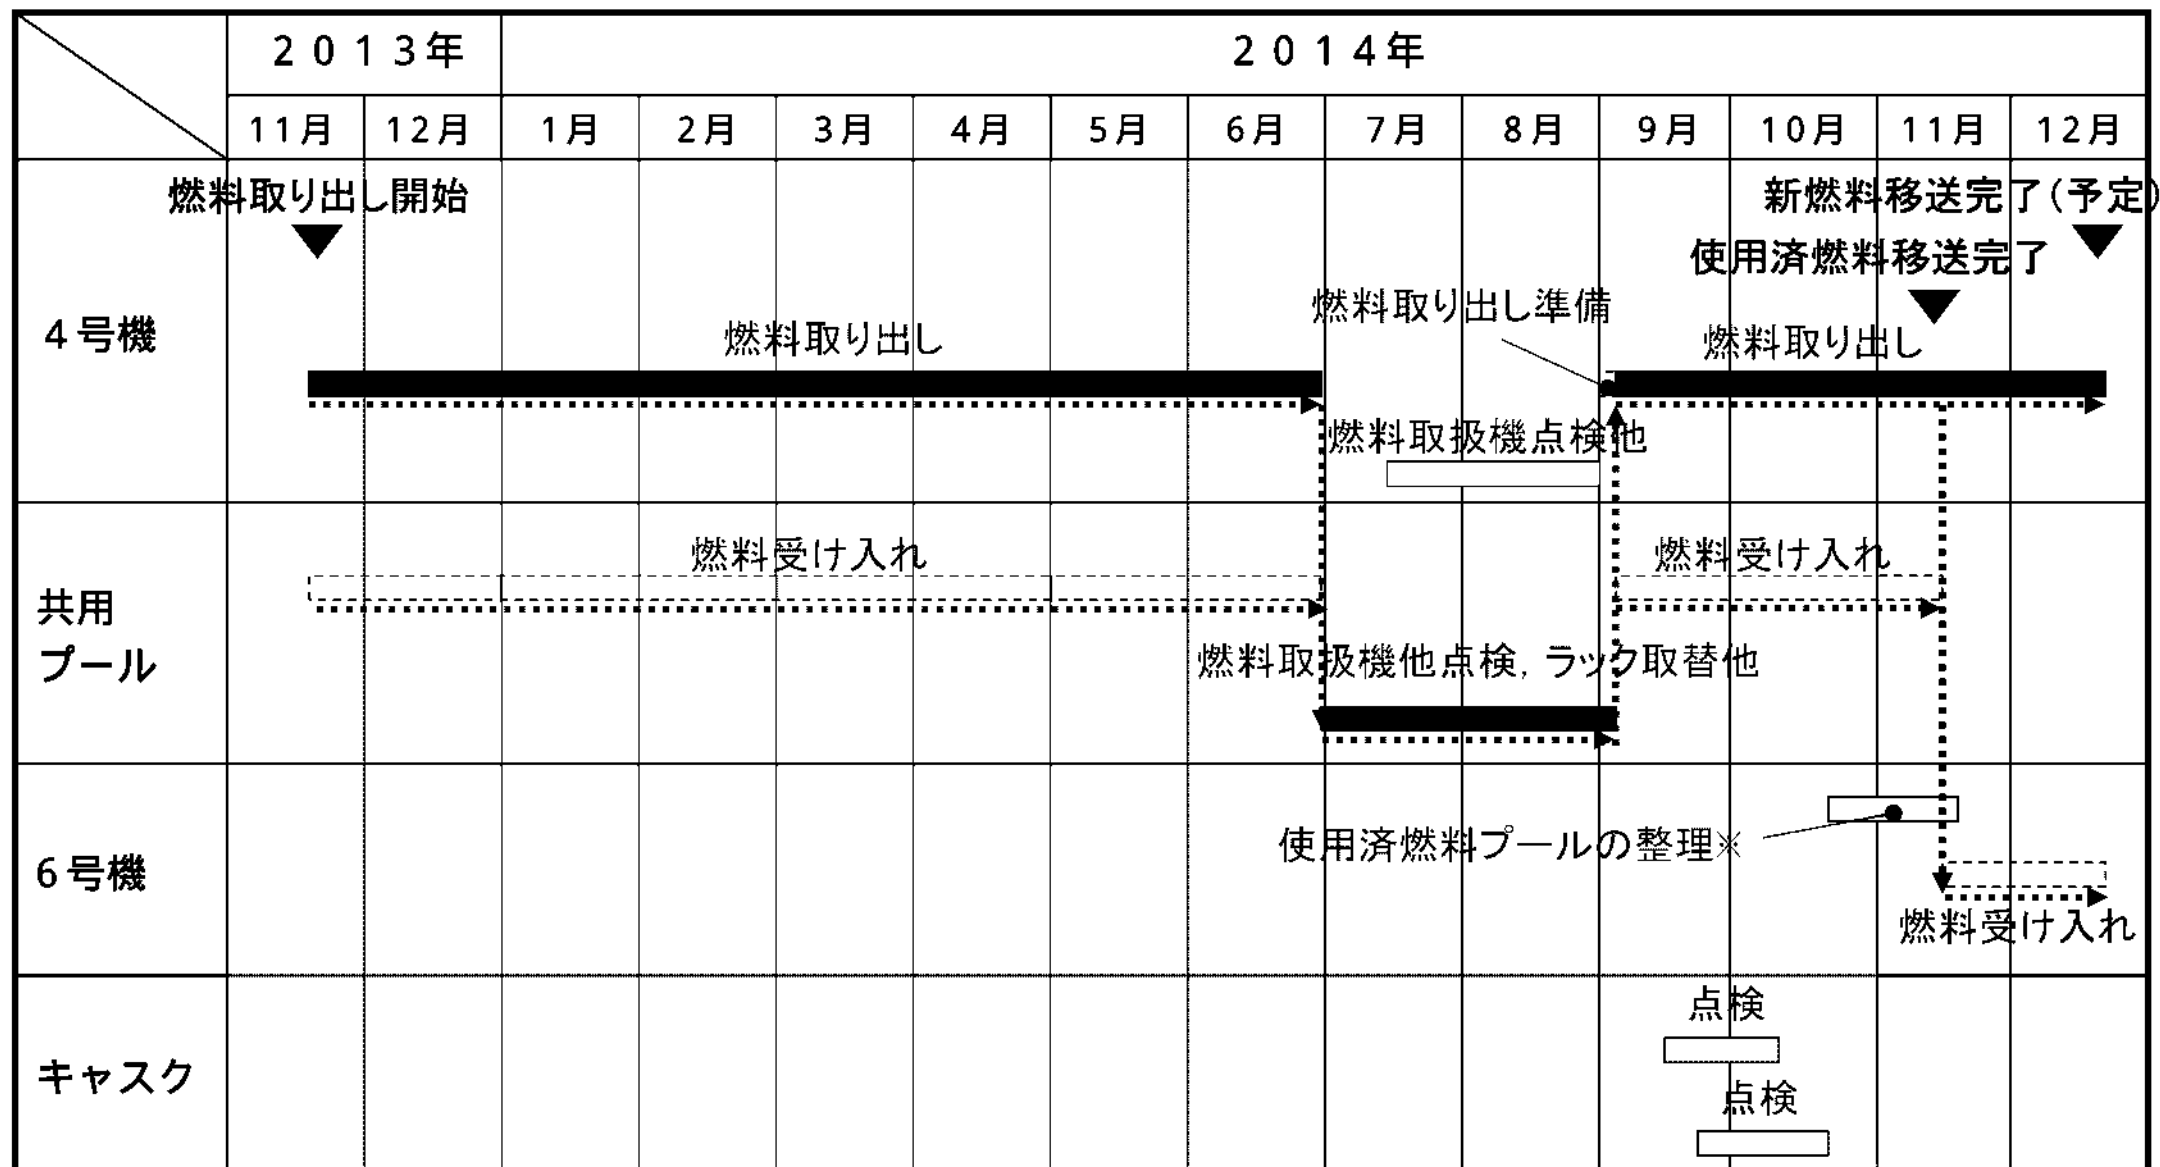 ２０１３年
２０１４年
11月
12月
1月
2月
3月
4月
5月
6月
7月
8月
9月
10月
11月
12月
4号機
燃料取り出し開始
新燃料移送完了(予定)
使用済燃料移送完了
燃料取り出し準備
燃料取り出し
燃料取り出し
燃料取扱機点検他
共用
プール
燃料受け入れ
燃料受け入れ
燃料取扱機他点検，ラック取替他
6号機
使用済燃料プールの整理※
燃料受け入れ
キャスク
点検
点検